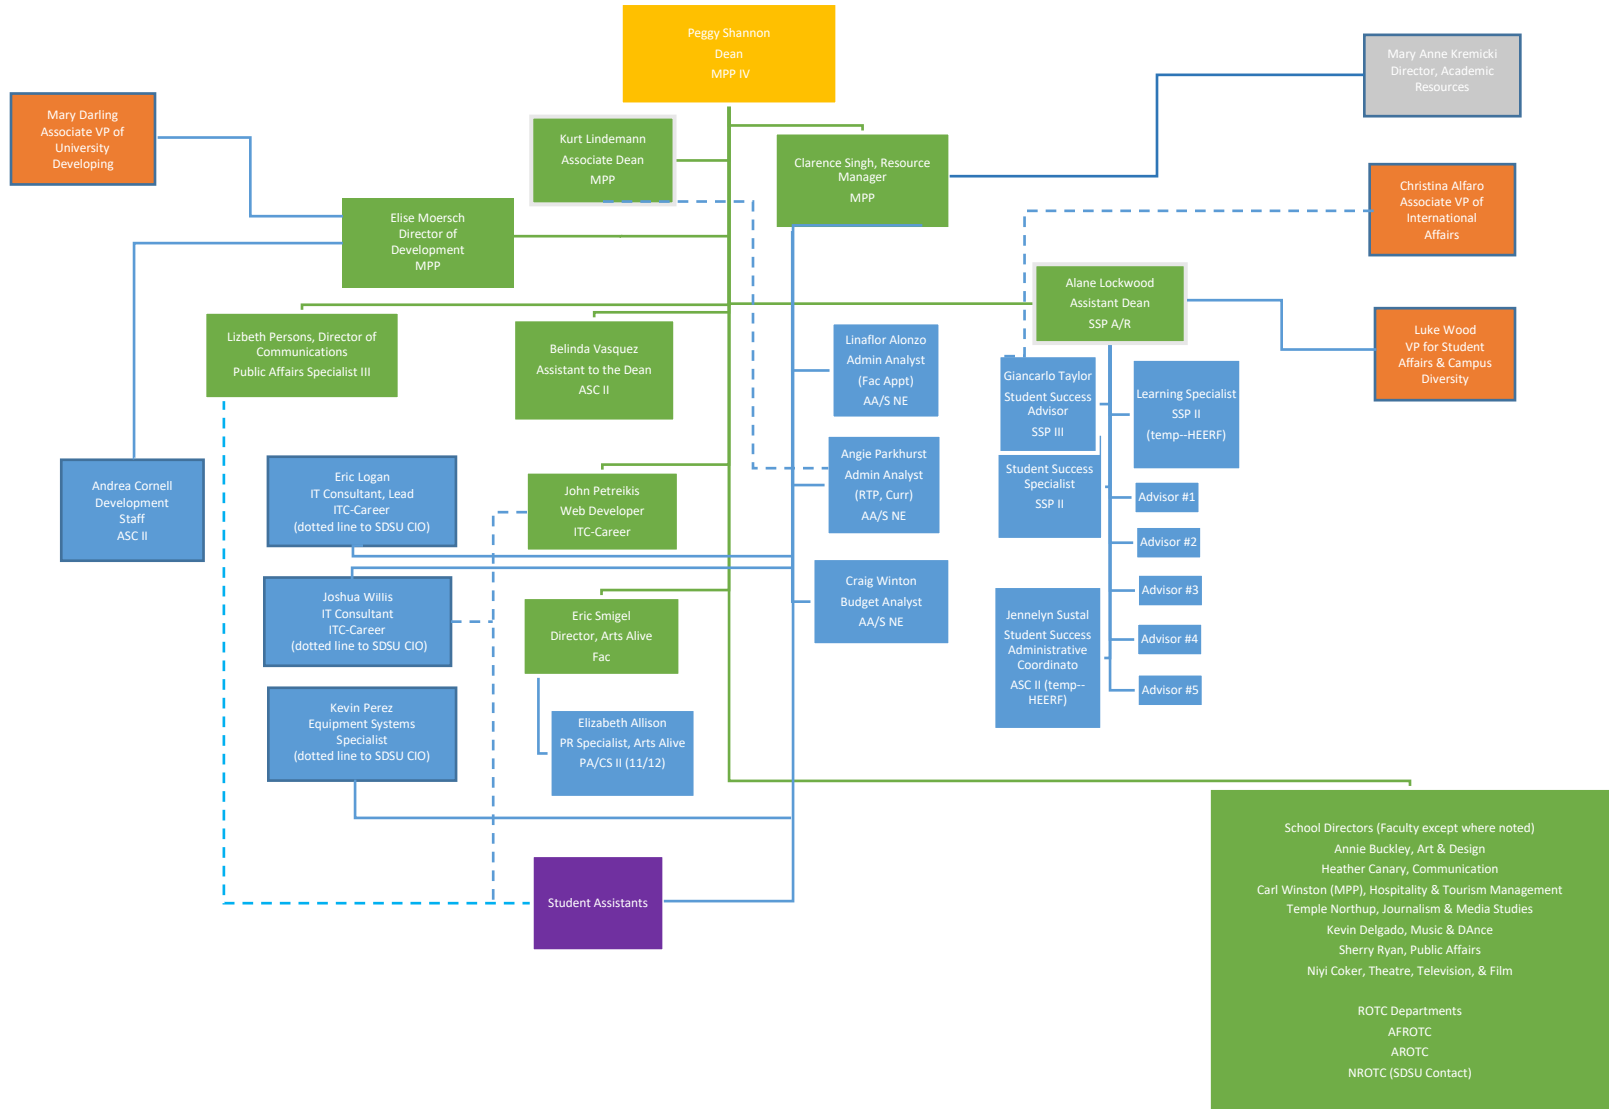 Peggy Shannon
Dean
MPP IV
Mary Anne Kremicki
Director, Academic
Resources
Mary Darling
Associate VP of
University
Developing
Kurt Lindemann
Associate Dean
MPP
Clarence Singh, Resource
Manager
MPP
Christina Alfaro
Associate VP of
International
Affairs
Elise Moersch
Director of
Development
MPP
Alane Lockwood
Assistant Dean
SSP A/R
Lizbeth Persons, Director of
Communications
Public Affairs Specialist III
Belinda Vasquez
Assistant to the Dean
ASC II
Linaflor Alonzo
Admin Analyst
(Fac Appt)
AA/S NE
Luke Wood
VP for Student
Affairs & Campus
Diversity
Giancarlo Taylor
Student Success
Advisor
SSP III
Learning Specialist
SSP II
(temp--HEERF)
Andrea Cornell
Development
Staff
ASC II
Eric Logan
IT Consultant, Lead
ITC-Career
(dotted line to SDSU CIO)
John Petreikis
Web Developer
ITC-Career
Angie Parkhurst
Admin Analyst
(RTP, Curr)
AA/S NE
Student Success
Specialist
SSP II
Advisor #1
Advisor #2
Joshua Willis
IT Consultant
ITC-Career
(dotted line to SDSU CIO)
Eric Smigel
Director, Arts Alive
Fac
Craig Winton
Budget Analyst
AA/S NE
Jennelyn Sustal
Student Success
Administrative
Coordinato
ASC II (temp--
HEERF)
Advisor #3
Advisor #4
Advisor #5
Kevin Perez
Equipment Systems
Specialist
(dotted line to SDSU CIO)
Elizabeth Allison
PR Specialist, Arts Alive
PA/CS II (11/12)
Student Assistants
School Directors (Faculty except where noted)
Annie Buckley, Art & Design
Heather Canary, Communication
Carl Winston (MPP), Hospitality & Tourism Management
Temple Northup, Journalism & Media Studies
Kevin Delgado, Music & DAnce
Sherry Ryan, Public Affairs
Niyi Coker, Theatre, Television, & Film
ROTC Departments
AFROTC
AROTC
NROTC (SDSU Contact)